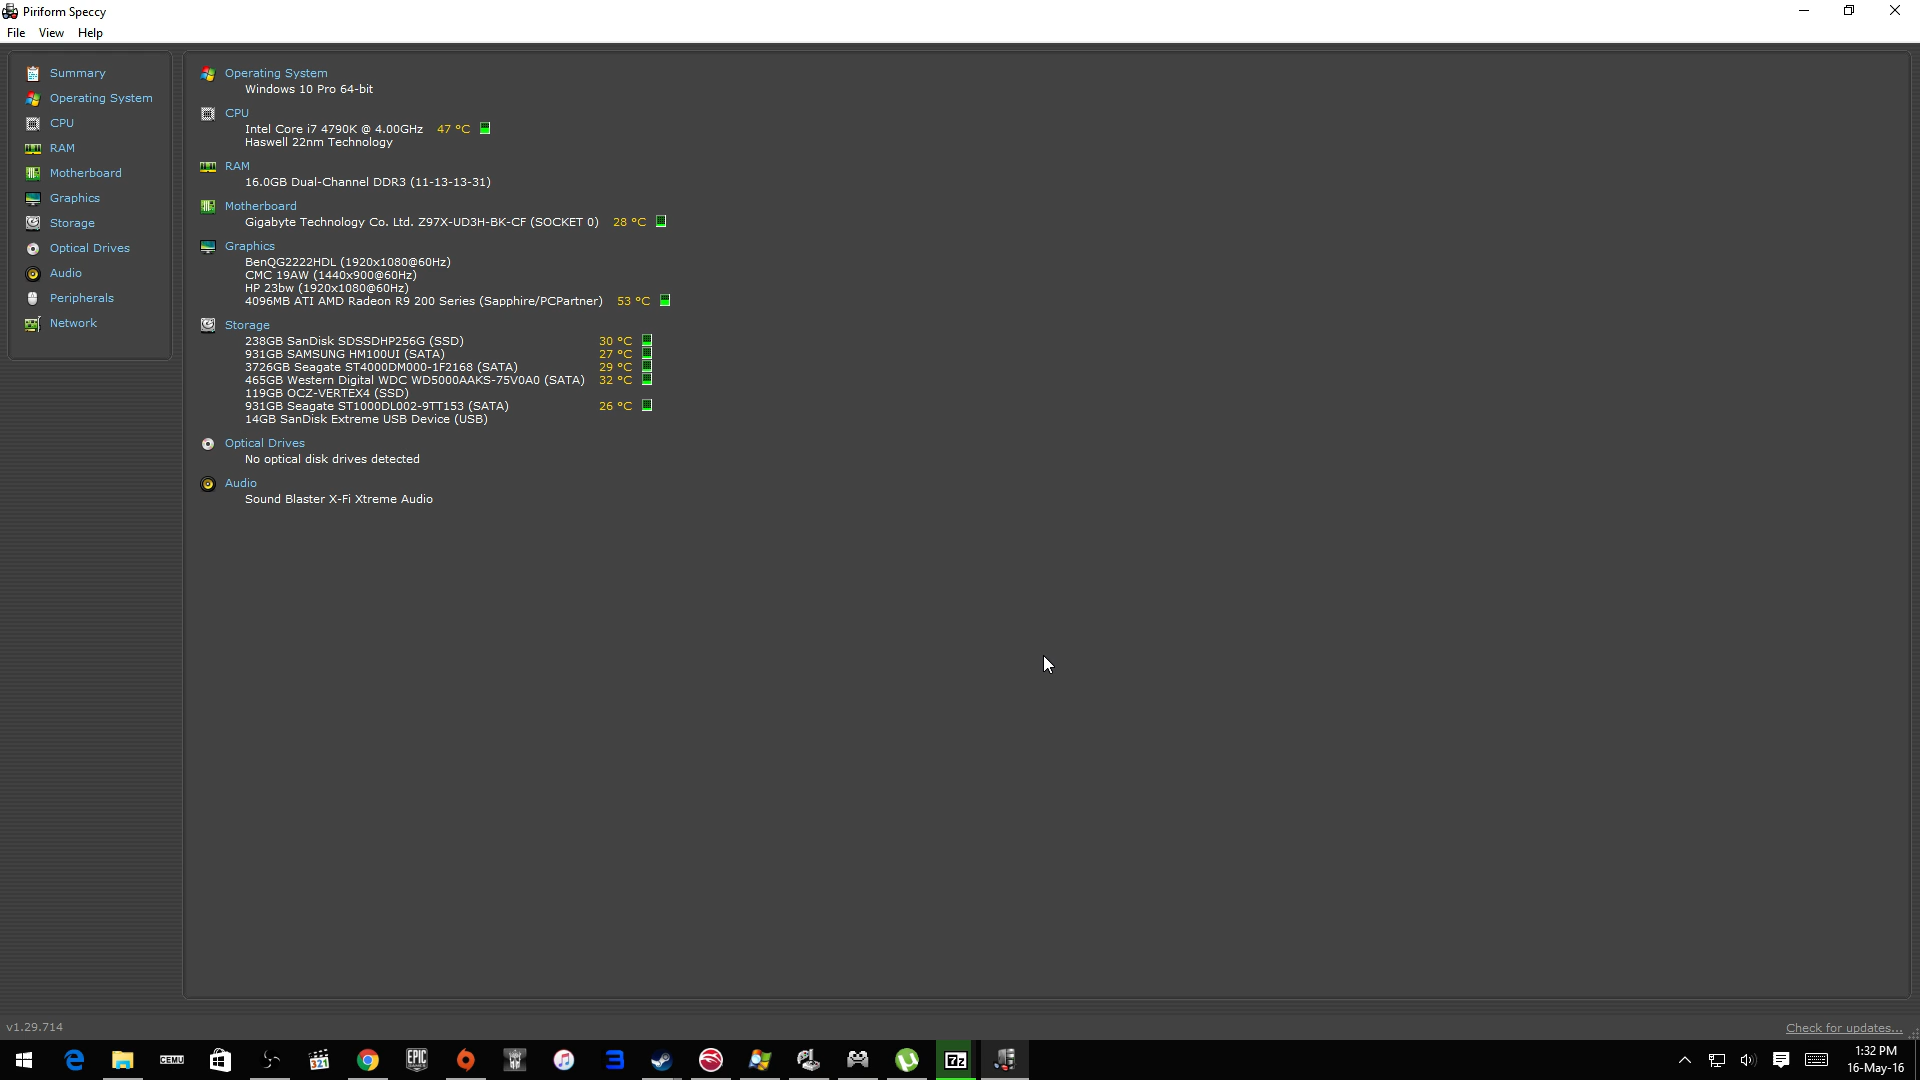 Piriform Speccy
File View Help
Summary
Operating System
CPU
RAM
Motherboard
Graphics
Storage
Optical Drives
Audio
Peripherals
Network
Operating System
Windows 10 Pro 64-bit
CPU
Intel Core i7 4790K @ 4.00GHz 47 °C
Haswell 22nm Technology
RAM
16.0GB Dual-Channel DDR3 (11-13-13-31)
Motherboard
Gigabyte Technology Co. Ltd. Z97X-UD3H-BK-CF (SOCKET 0) 28 °C
Graphics
BenQG2222HDL (1920x1080@60Hz)
CMC 19AW (1440x900@60Hz)
HP 23bw (1920x1080@60Hz)
4096MB ATI AMD Radeon R9 200 Series (Sapphire/PCPartner) 53 °C
Storage
238GB SanDisk SDSSDHP256G (SSD) 30 °C
931GB SAMSUNG HM100UI (SATA) 27 °C
3726GB Seagate ST4000DM000-1F2168 (SATA) 29 °C
465GB Western Digital WDC WD5000AAKS-75V0A0 (SATA) 32 °C
119GB OCZ-VERTEX4 (SSD)
931GB Seagate ST1000DL002-9TT153 (SATA) 26 °C
14GB SanDisk Extreme USB Device (USB)
Optical Drives
No optical disk drives detected
Audio
Sound Blaster X-Fi Xtreme Audio
v1.29.714
Check for updates...
CEMU
321
EPIC GAMES
3
7z
1:32 PM
16-May-16